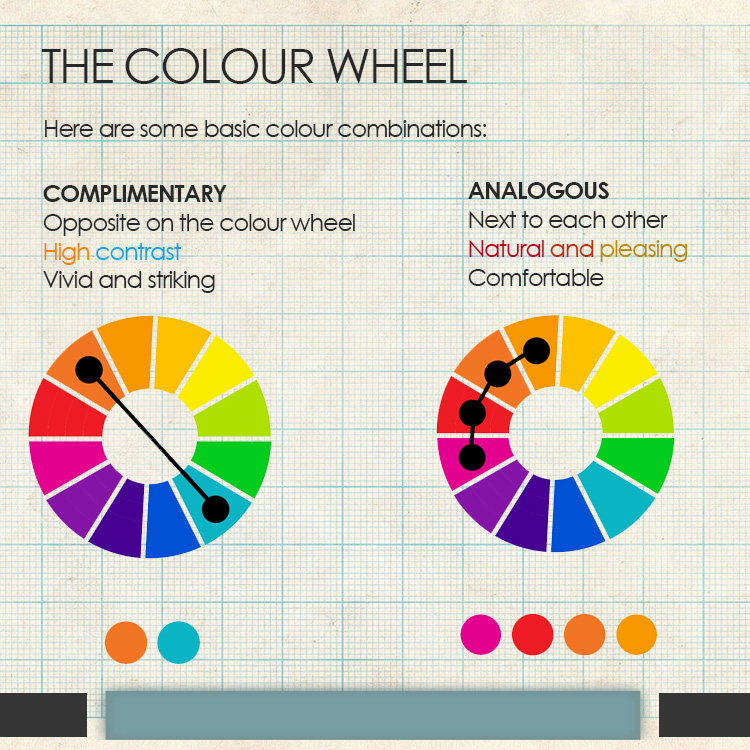 THE COLOUR WHEEL
Here are some basic colour combinations:
COMPLIMENTARY
Opposite on the colour wheel
High contrast
Vivid and striking
ANALOGOUS
Next to each other
Natural and pleasing
Comfortable